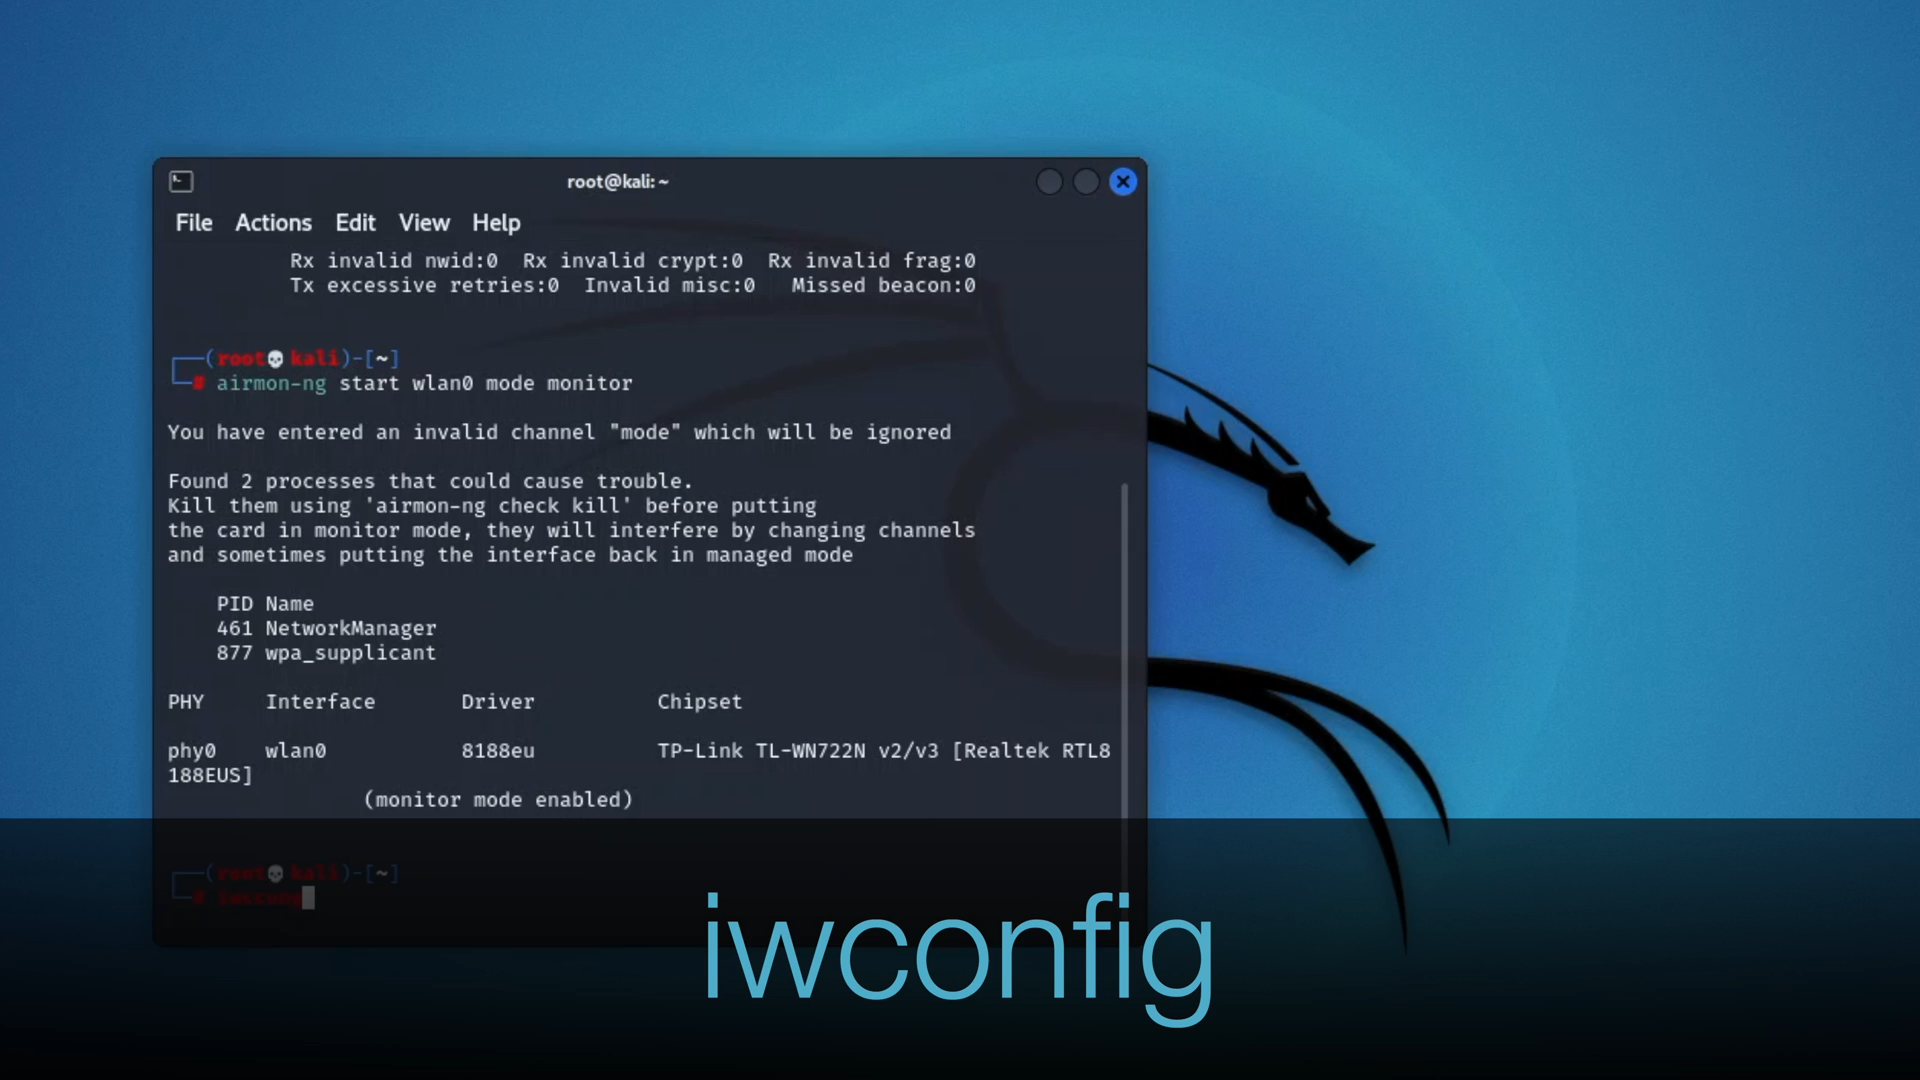 root@kali: ~
File Actions Edit View Help
Rx invalid nwid:0 Rx invalid crypt:0 Rx invalid frag:0
Tx excessive retries:0 Invalid misc:0 Missed beacon:0
(root💀kali)-[~]
# airmon-ng start wlan0 mode monitor
You have entered an invalid channel "mode" which will be ignored
Found 2 processes that could cause trouble.
Kill them using 'airmon-ng check kill' before putting
the card in monitor mode, they will interfere by changing channels
and sometimes putting the interface back in managed mode
PID Name
461 NetworkManager
877 wpa_supplicant
PHY Interface Driver Chipset
phy0 wlan0 8188eu TP-Link TL-WN722N v2/v3 [Realtek RTL8
188EUS]
(monitor mode enabled)
(root💀kali)-[~]
#
iwconfig